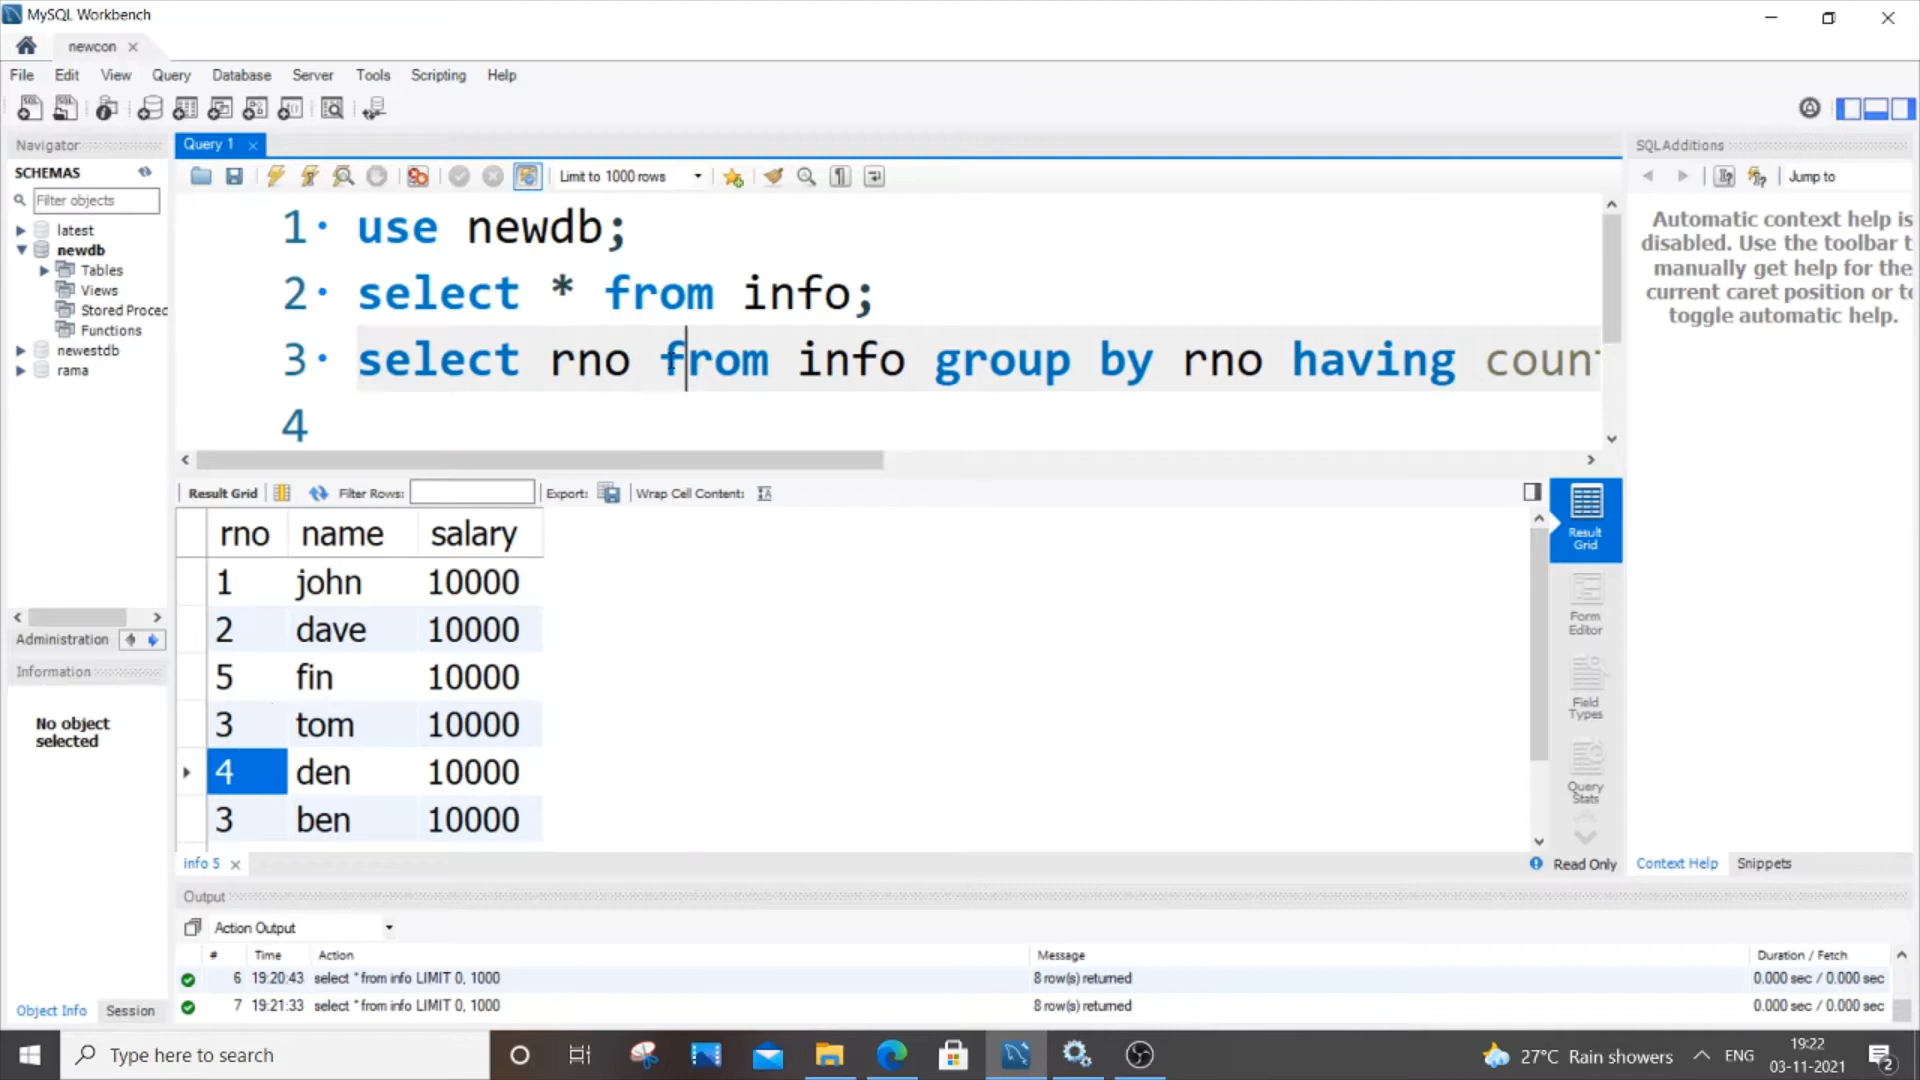 MySQL Workbench
newcon
File Edit View Query Database Server Tools Scripting Help
Navigator
SCHEMAS
Filter objects
latest
newdb
Tables
Views
Stored Proced
Functions
newestdb
rama
Administration
Information
No object
selected
Object Info Session
Query 1
Limit to 1000 rows
1 use newdb;
2 select * from info;
3 select rno from info group by rno having coun
4
Result Grid Filter Rows: Export: Wrap Cell Content:
rno name salary
1 john 10000
2 dave 10000
5 fin 10000
3 tom 10000
4 den 10000
3 ben 10000
Result
Grid
Form
Editor
Field
Types
Query
Stats
info 5
Read Only
SQLAdditions
Jump to
Automatic context help is
disabled. Use the toolbar t
manually get help for the
current caret position or to
toggle automatic help.
Context Help Snippets
Output
Action Output
# Time Action Message Duration / Fetch
6 19:20:43 select * from info LIMIT 0, 1000 8 row(s) returned 0.000 sec / 0.000 sec
7 19:21:33 select * from info LIMIT 0, 1000 8 row(s) returned 0.000 sec / 0.000 sec
Type here to search
27°C Rain showers
ENG
19:22
03-11-2021
2